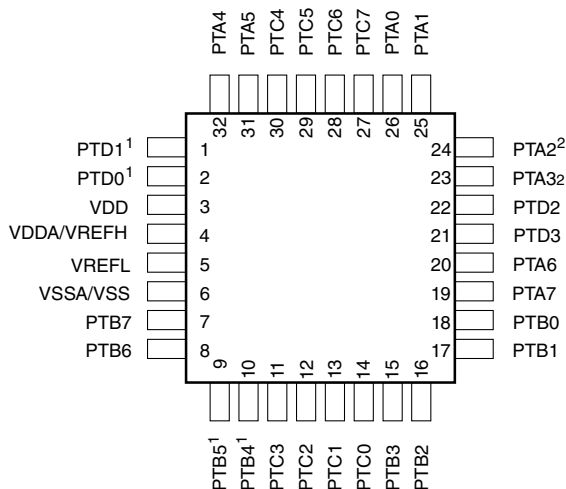 PTA4 PTA5 PTC4 PTC5 PTC6 PTC7 PTA0 PTA1
32 31 30 29 28 27 26 25
PTD1¹ 1 24 PTA2²
PTD0¹ 2 23 PTA32
VDD 3 22 PTD2
VDDA/VREFH 4 21 PTD3
VREFL 5 20 PTA6
VSSA/VSS 6 19 PTA7
PTB7 7 18 PTB0
PTB6 8 17 PTB1
9 10 11 12 13 14 15 16
PTB5¹ PTB4¹ PTC3 PTC2 PTC1 PTC0 PTB3 PTB2